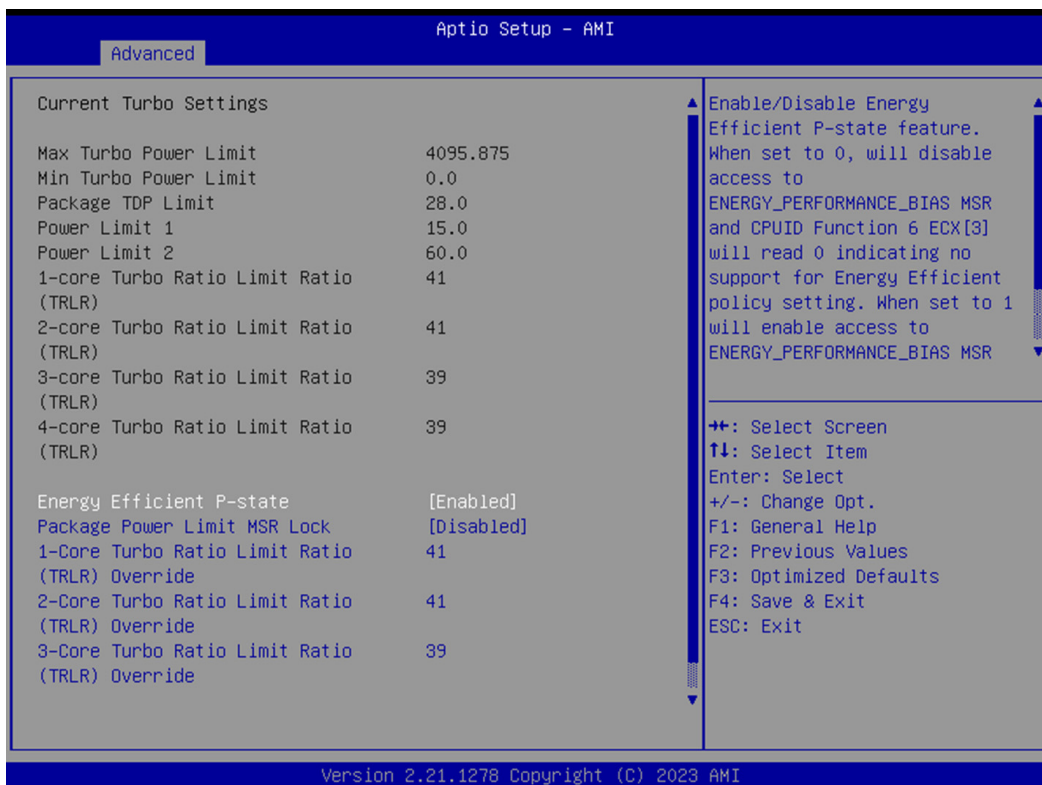 Aptio Setup – AMI
Advanced
Current Turbo Settings
Max Turbo Power Limit 4095.875
Min Turbo Power Limit 0.0
Package TDP Limit 28.0
Power Limit 1 15.0
Power Limit 2 60.0
1-core Turbo Ratio Limit Ratio 41
(TRLR)
2-core Turbo Ratio Limit Ratio 41
(TRLR)
3-core Turbo Ratio Limit Ratio 39
(TRLR)
4-core Turbo Ratio Limit Ratio 39
(TRLR)
Energy Efficient P-state [Enabled]
Package Power Limit MSR Lock [Disabled]
1-Core Turbo Ratio Limit Ratio 41
(TRLR) Override
2-Core Turbo Ratio Limit Ratio 41
(TRLR) Override
3-Core Turbo Ratio Limit Ratio 39
(TRLR) Override
Enable/Disable Energy
Efficient P-state feature.
When set to 0, will disable
access to
ENERGY_PERFORMANCE_BIAS MSR
and CPUID Function 6 ECX[3]
will read 0 indicating no
support for Energy Efficient
policy setting. When set to 1
will enable access to
ENERGY_PERFORMANCE_BIAS MSR
→←: Select Screen
↑↓: Select Item
Enter: Select
+/-: Change Opt.
F1: General Help
F2: Previous Values
F3: Optimized Defaults
F4: Save & Exit
ESC: Exit
Version 2.21.1278 Copyright (C) 2023 AMI